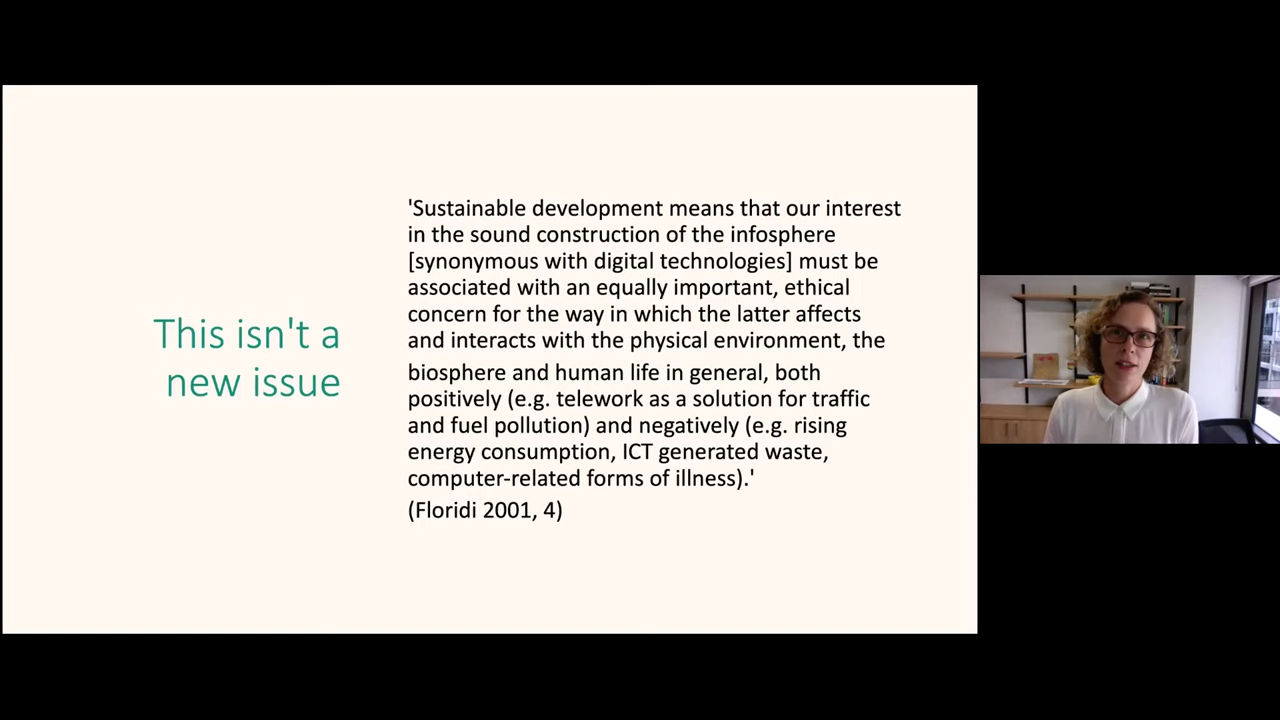 This isn't a
new issue
'Sustainable development means that our interest
in the sound construction of the infosphere
[synonymous with digital technologies] must be
associated with an equally important, ethical
concern for the way in which the latter affects
and interacts with the physical environment, the
biosphere and human life in general, both
positively (e.g. telework as a solution for traffic
and fuel pollution) and negatively (e.g. rising
energy consumption, ICT generated waste,
computer-related forms of illness).'
(Floridi 2001, 4)